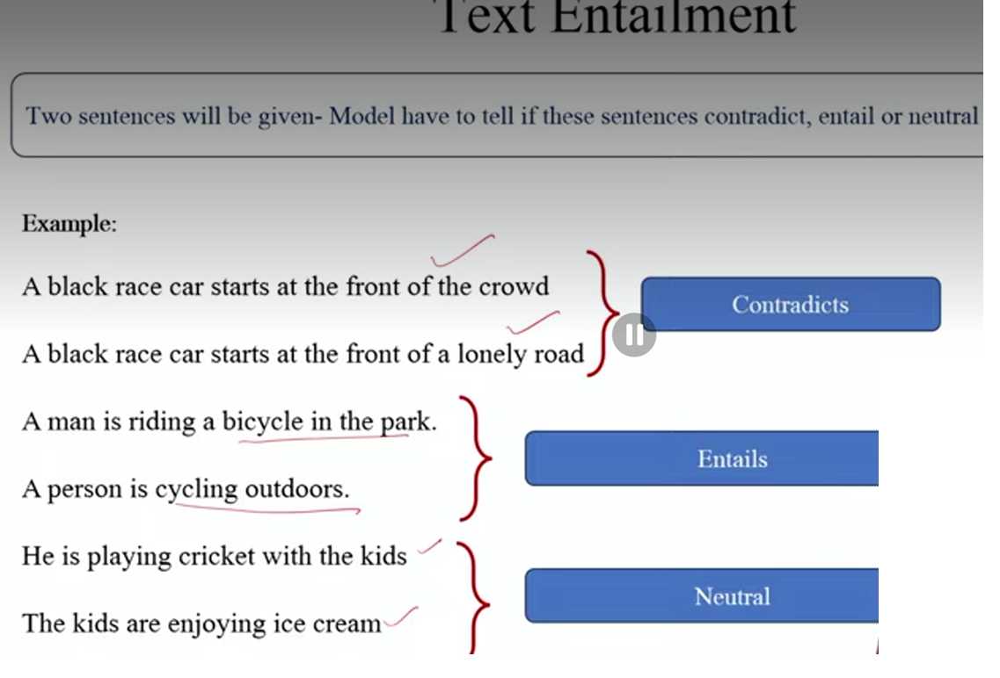 Text Entailment
Two sentences will be given- Model have to tell if these sentences contradict, entail or neutral
Example:
A black race car starts at the front of the crowd
Contradicts
A black race car starts at the front of a lonely road
A man is riding a bicycle in the park.
Entails
A person is cycling outdoors.
He is playing cricket with the kids
Neutral
The kids are enjoying ice cream